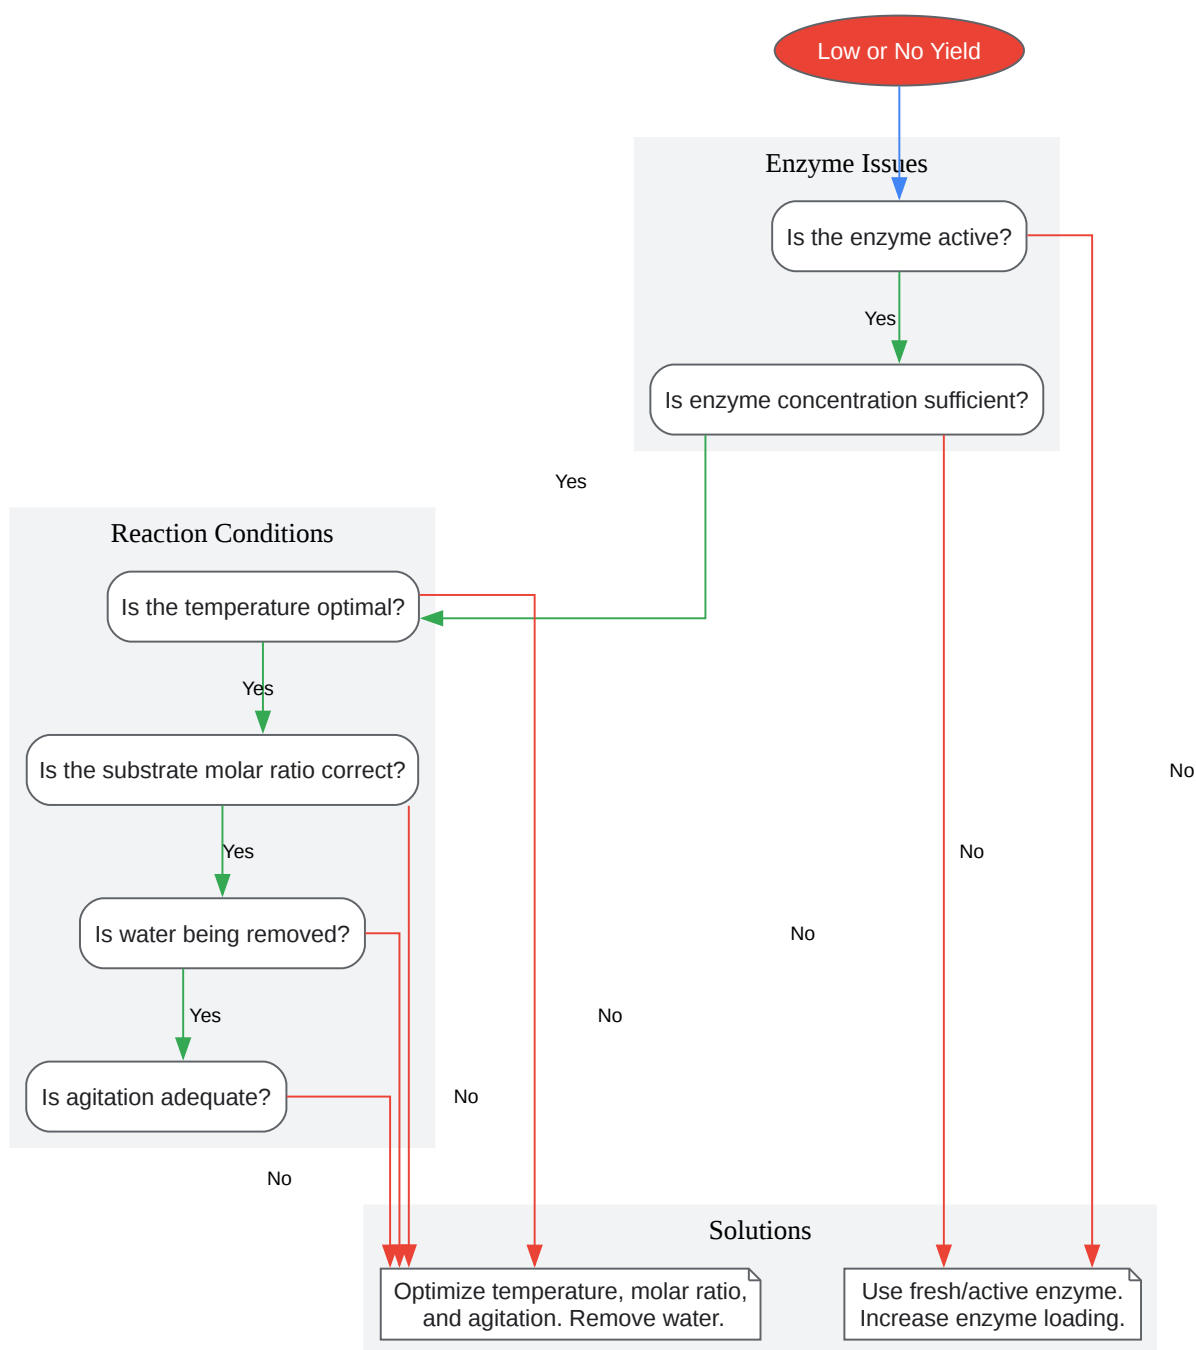 Low or No Yield
Enzyme Issues
Is the enzyme active?
Yes
Is enzyme concentration sufficient?
Yes
Reaction Conditions
Is the temperature optimal?
Yes
Is the substrate molar ratio correct?
No
Yes
No
Is water being removed?
No
Yes
No
Is agitation adequate?
No
No
Solutions
Optimize temperature, molar ratio,
and agitation. Remove water.
Use fresh/active enzyme.
Increase enzyme loading.